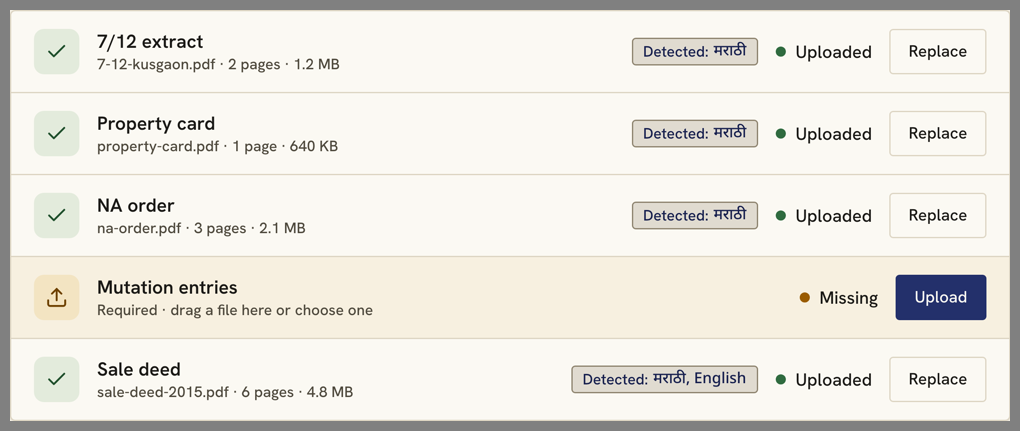 7/12 extract
7-12-kusgaon.pdf · 2 pages · 1.2 MB
Detected: मराठी
Uploaded
Replace
Property card
property-card.pdf · 1 page · 640 KB
Detected: मराठी
Uploaded
Replace
NA order
na-order.pdf · 3 pages · 2.1 MB
Detected: मराठी
Uploaded
Replace
Mutation entries
Required · drag a file here or choose one
Missing
Upload
Sale deed
sale-deed-2015.pdf · 6 pages · 4.8 MB
Detected: मराठी, English
Uploaded
Replace